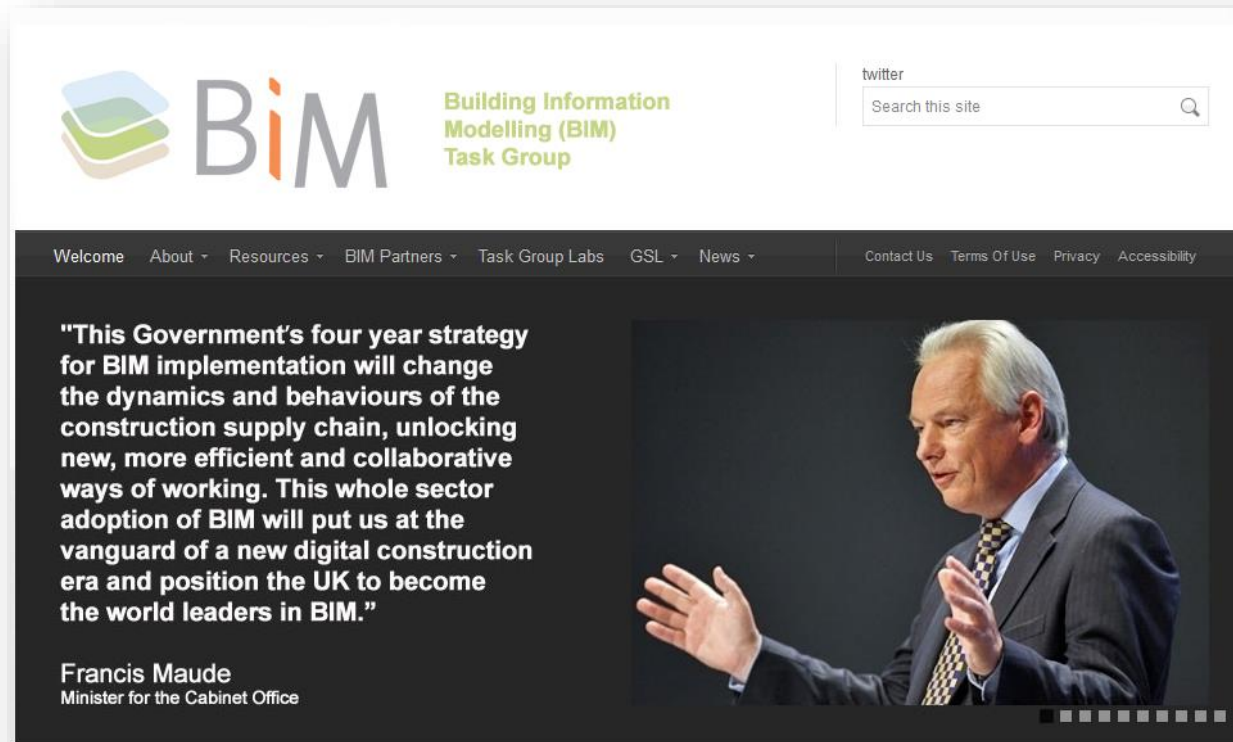 BiM
Building Information
Modelling (BIM)
Task Group
twitter
Search this site
Welcome About Resources BIM Partners Task Group Labs GSL News Contact Us Terms Of Use Privacy Accessibility
"This Government's four year strategy
for BIM implementation will change
the dynamics and behaviours of the
construction supply chain, unlocking
new, more efficient and collaborative
ways of working. This whole sector
adoption of BIM will put us at the
vanguard of a new digital construction
era and position the UK to become
the world leaders in BIM.”
Francis Maude
Minister for the Cabinet Office